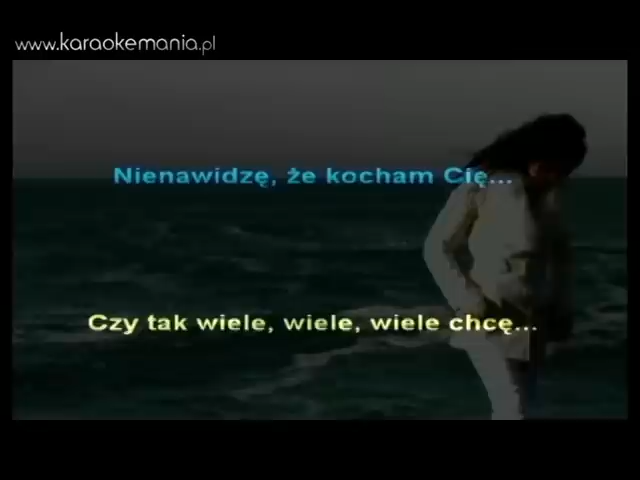 www.karaokemania.pl
Nienawidzę, że kocham Cię...
Czy tak wiele, wiele, wiele chcę...